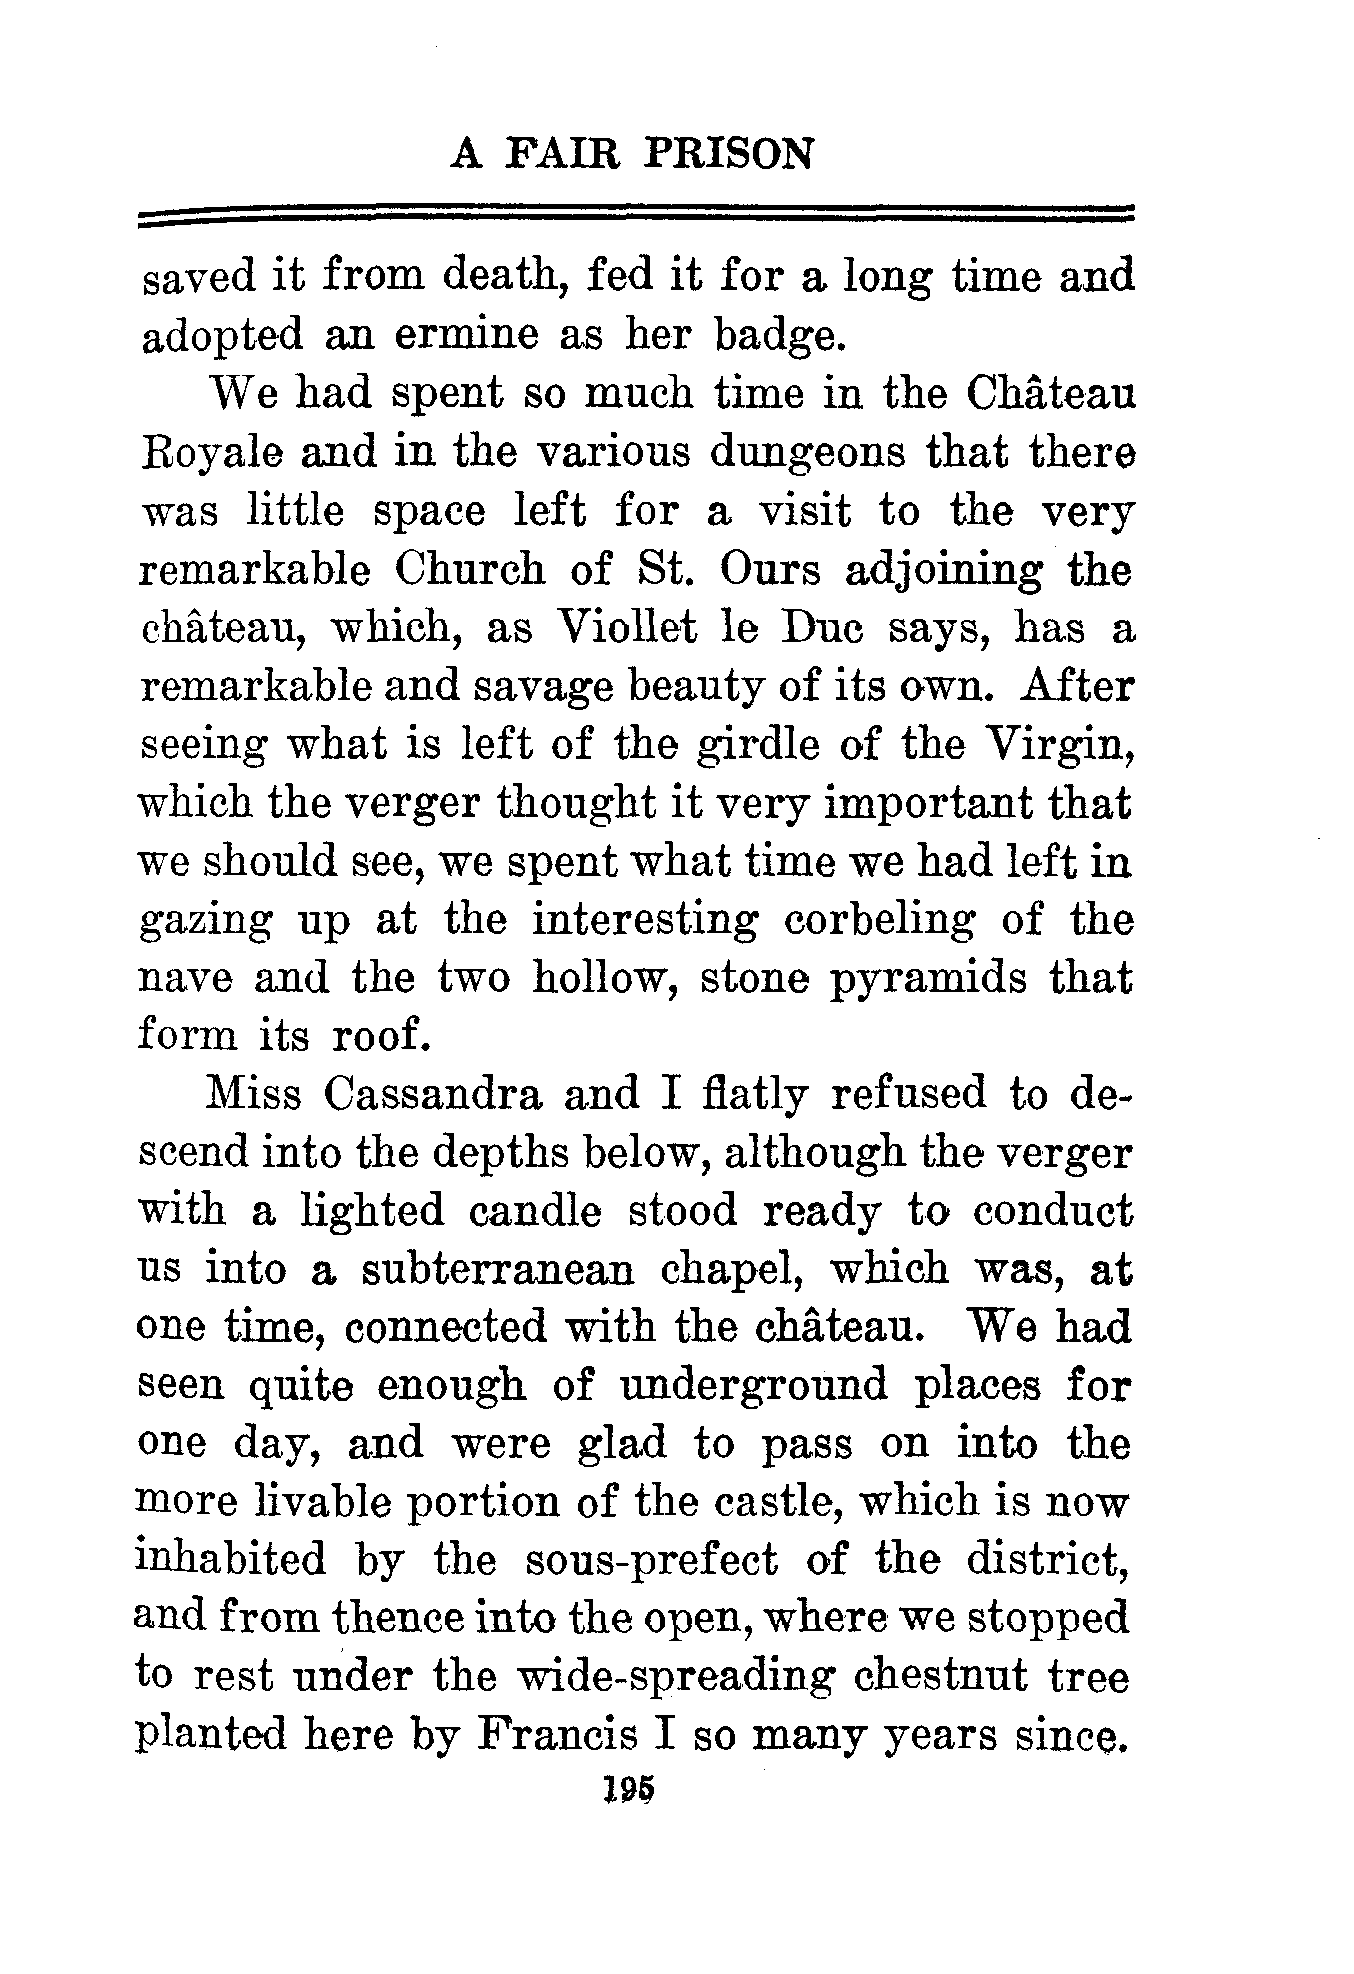 A FAIR PRISON
saved it from death, fed it for a long time and
adopted an ermine as her badge.
We had spent so much time in the Château
Royale and in the various dungeons that there
was little space left for a visit to the very
remarkable Church of St. Ours adjoining the
château, which, as Viollet le Duc says, has a
remarkable and savage beauty of its own. After
seeing what is left of the girdle of the Virgin,
which the verger thought it very important that
we should see, we spent what time we had left in
gazing up at the interesting corbeling of the
nave and the two hollow, stone pyramids that
form its roof.
Miss Cassandra and I flatly refused to de-
scend into the depths below, although the verger
with a lighted candle stood ready to conduct
us into a subterranean chapel, which was, at
one time, connected with the château. We had
seen quite enough of underground places for
one day, and were glad to pass on into the
more livable portion of the castle, which is now
inhabited by the sous-prefect of the district,
and from thence into the open, where we stopped
to rest under the wide-spreading chestnut tree
planted here by Francis I so many years since.
195